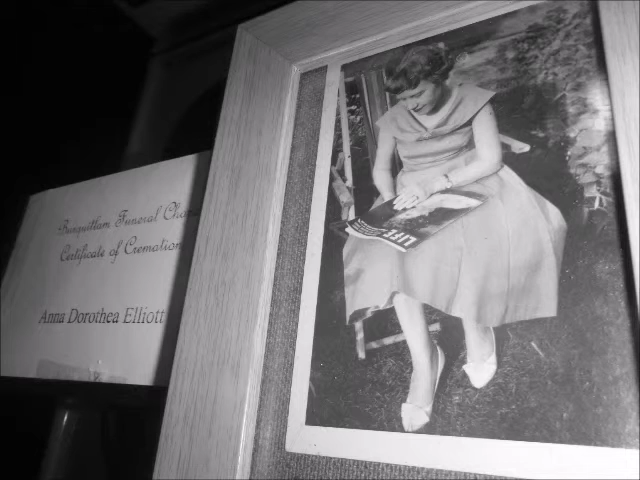 Funeral
Certificate of Cremation
Anna Dorothea Elliott
LIFE